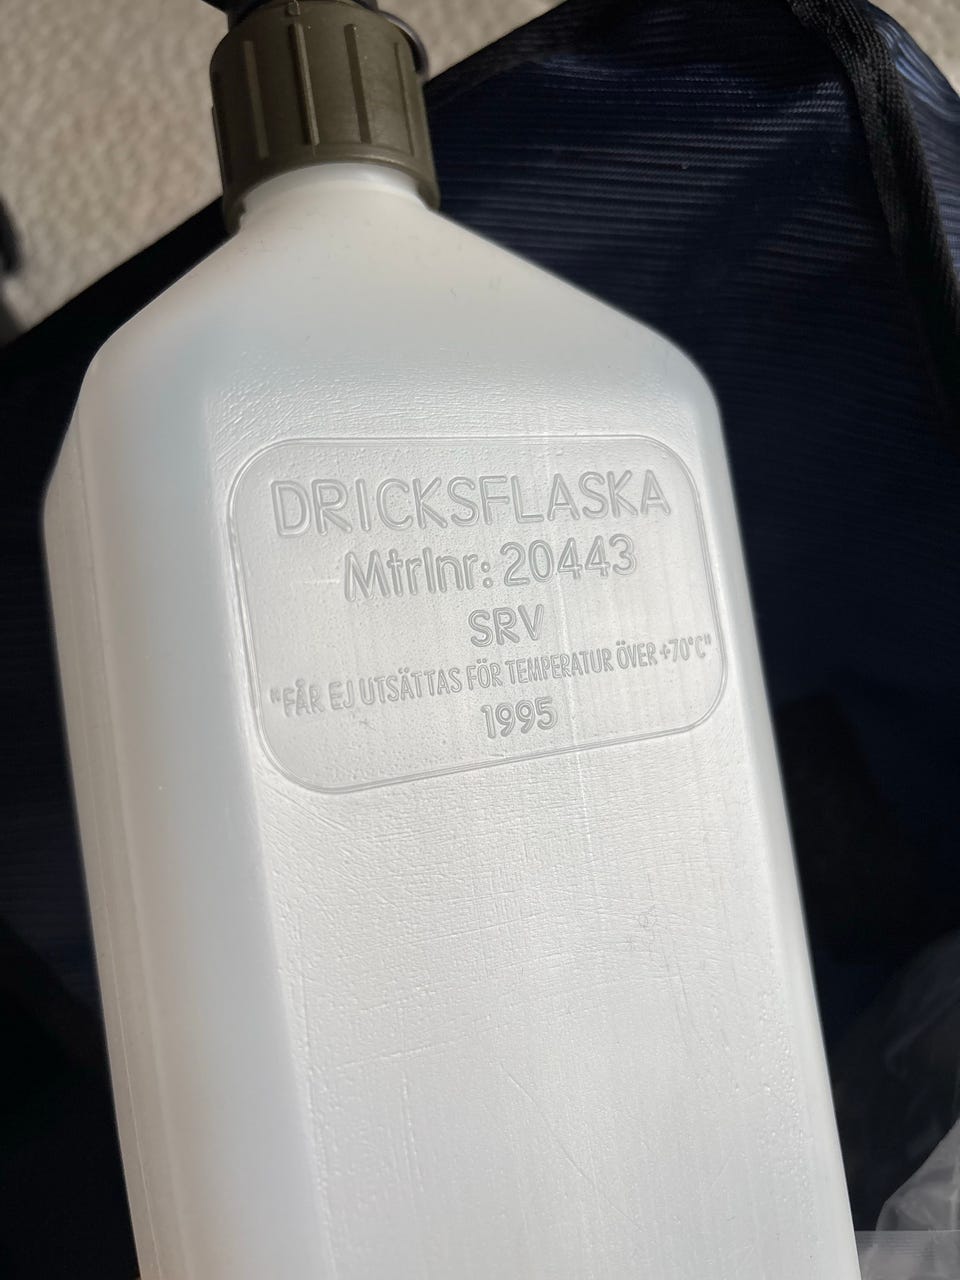 DRICKSFLASKA
Mtrlnr: 20443
SRV
"FÅR EJ UTSÄTTAS FÖR TEMPERATUR ÖVER +70°C"
1995